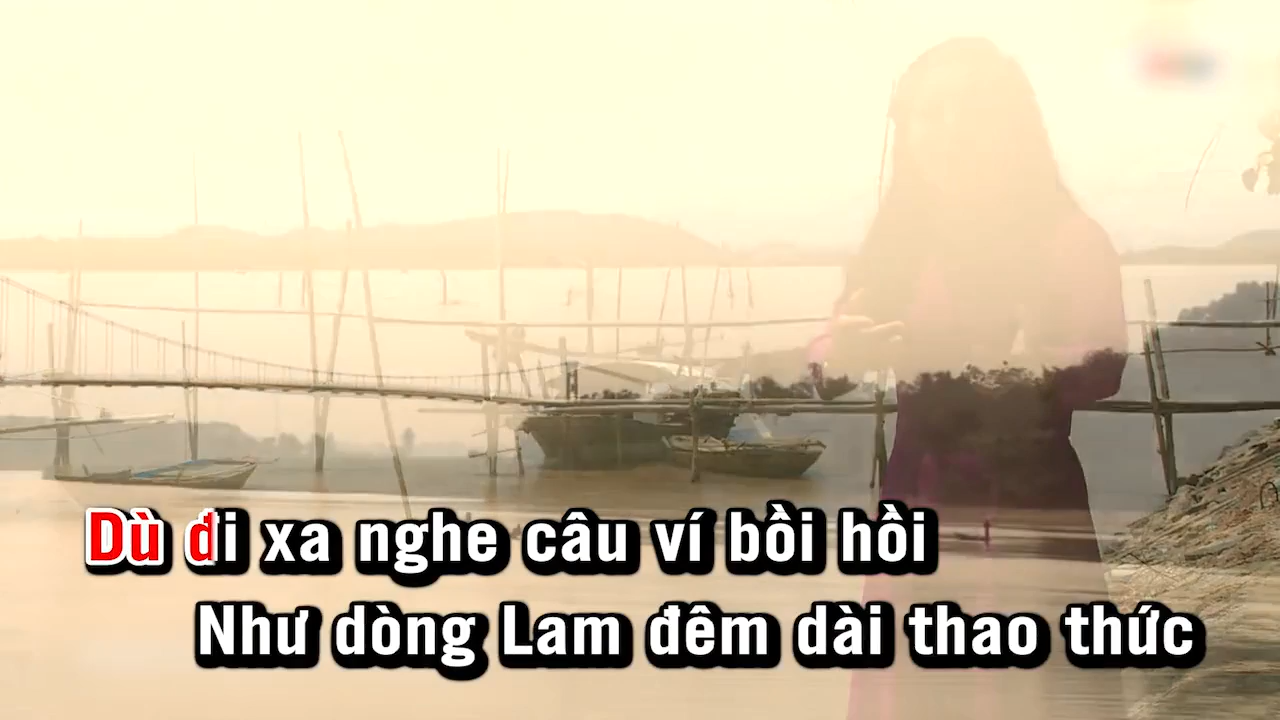 Dù đi xa nghe câu ví bồi hồi
Như dòng Lam đêm dài thao thức